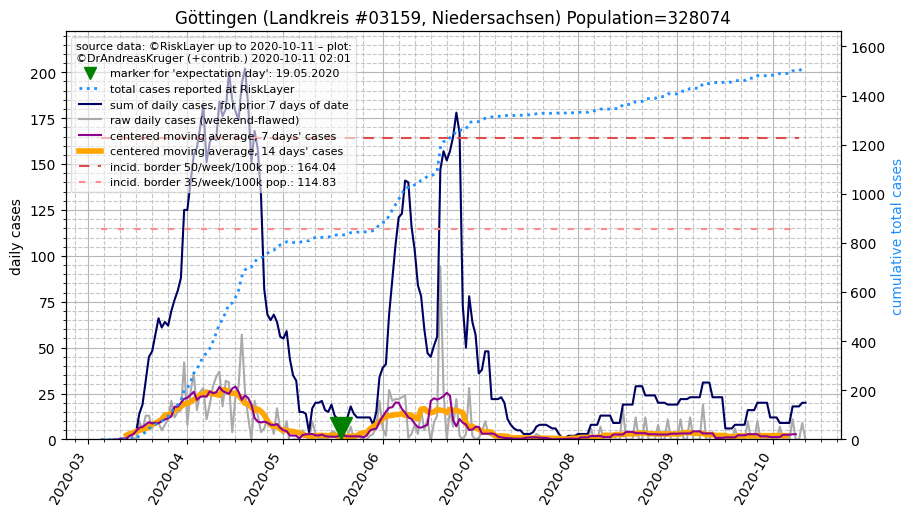 Göttingen (Landkreis #03159, Niedersachsen) Population=328074
source data: ©RiskLayer up to 2020-10-11 – plot:
©DrAndreasKruger (+contrib.) 2020-10-11 02:01
marker for 'expectation day': 19.05.2020
total cases reported at RiskLayer
sum of daily cases, for prior 7 days of date
raw daily cases (weekend-flawed)
centered moving average, 7 days' cases
centered moving average, 14 days' cases
incid. border 50/week/100k pop.: 164.04
incid. border 35/week/100k pop.: 114.83
daily cases
200
175
150
125
100
75
50
25
0
1600
1400
1200
1000
800
600
400
200
0
cumulative total cases
2020-03
2020-04
2020-05
2020-06
2020-07
2020-08
2020-09
2020-10